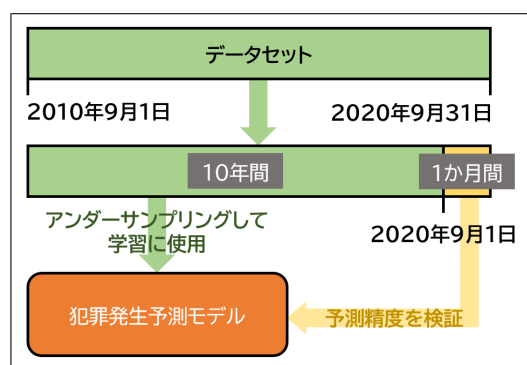 データセット
2010年9月1日
2020年9月31日
10年間
1か月間
アンダーサンプリングして
学習に使用
2020年9月1日
犯罪発生予測モデル
予測精度を検証